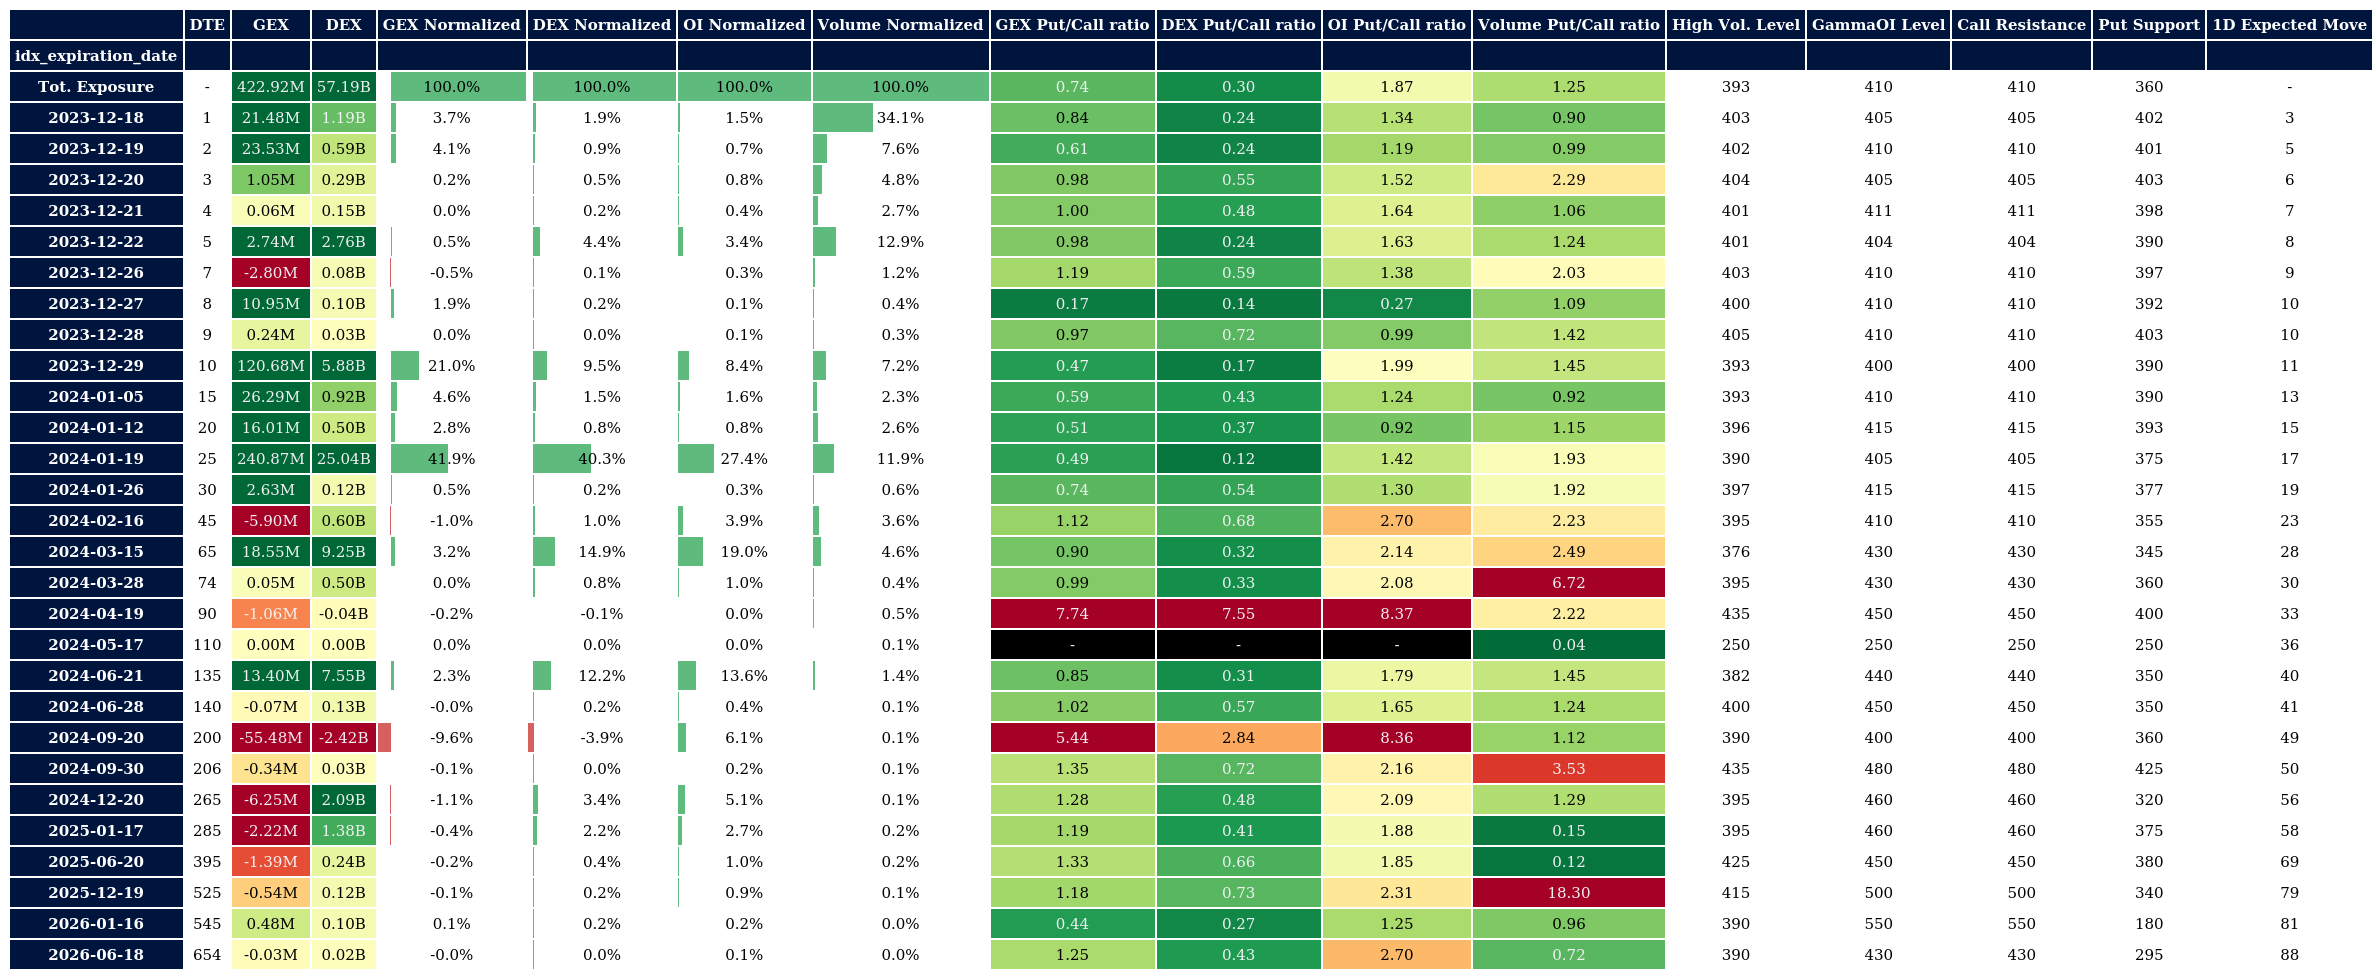 DTE GEX DEX GEX Normalized DEX Normalized OI Normalized Volume Normalized GEX Put/Call ratio DEX Put/Call ratio OI Put/Call ratio Volume Put/Call ratio High Vol. Level GammaOI Level Call Resistance Put Support 1D Expected Move
idx_expiration_date
Tot. Exposure - 422.92M 57.19B 100.0% 100.0% 100.0% 100.0% 0.74 0.30 1.87 1.25 393 410 410 360 -
2023-12-18 1 21.48M 1.19B 3.7% 1.9% 1.5% 34.1% 0.84 0.24 1.34 0.90 403 405 405 402 3
2023-12-19 2 23.53M 0.59B 4.1% 0.9% 0.7% 7.6% 0.61 0.24 1.19 0.99 402 410 410 401 5
2023-12-20 3 1.05M 0.29B 0.2% 0.5% 0.8% 4.8% 0.98 0.55 1.52 2.29 404 405 405 403 6
2023-12-21 4 0.06M 0.15B 0.0% 0.2% 0.4% 2.7% 1.00 0.48 1.64 1.06 401 411 411 398 7
2023-12-22 5 2.74M 2.76B 0.5% 4.4% 3.4% 12.9% 0.98 0.24 1.63 1.24 401 404 404 390 8
2023-12-26 7 -2.80M 0.08B -0.5% 0.1% 0.3% 1.2% 1.19 0.59 1.38 2.03 403 410 410 397 9
2023-12-27 8 10.95M 0.10B 1.9% 0.2% 0.1% 0.4% 0.17 0.14 0.27 1.09 400 410 410 392 10
2023-12-28 9 0.24M 0.03B 0.0% 0.0% 0.1% 0.3% 0.97 0.72 0.99 1.42 405 410 410 403 10
2023-12-29 10 120.68M 5.88B 21.0% 9.5% 8.4% 7.2% 0.47 0.17 1.99 1.45 393 400 400 390 11
2024-01-05 15 26.29M 0.92B 4.6% 1.5% 1.6% 2.3% 0.59 0.43 1.24 0.92 393 410 410 390 13
2024-01-12 20 16.01M 0.50B 2.8% 0.8% 0.8% 2.6% 0.51 0.37 0.92 1.15 396 415 415 393 15
2024-01-19 25 240.87M 25.04B 41.9% 40.3% 27.4% 11.9% 0.49 0.12 1.42 1.93 390 405 405 375 17
2024-01-26 30 2.63M 0.12B 0.5% 0.2% 0.3% 0.6% 0.74 0.54 1.30 1.92 397 415 415 377 19
2024-02-16 45 -5.90M 0.60B -1.0% 1.0% 3.9% 3.6% 1.12 0.68 2.70 2.23 395 410 410 355 23
2024-03-15 65 18.55M 9.25B 3.2% 14.9% 19.0% 4.6% 0.90 0.32 2.14 2.49 376 430 430 345 28
2024-03-28 74 0.05M 0.50B 0.0% 0.8% 1.0% 0.4% 0.99 0.33 2.08 6.72 395 430 430 360 30
2024-04-19 90 -1.06M -0.04B -0.2% -0.1% 0.0% 0.5% 7.74 7.55 8.37 2.22 435 450 450 400 33
2024-05-17 110 0.00M 0.00B 0.0% 0.0% 0.0% 0.1% - - - 0.04 250 250 250 250 36
2024-06-21 135 13.40M 7.55B 2.3% 12.2% 13.6% 1.4% 0.85 0.31 1.79 1.45 382 440 440 350 40
2024-06-28 140 -0.07M 0.13B -0.0% 0.2% 0.4% 0.1% 1.02 0.57 1.65 1.24 400 450 450 350 41
2024-09-20 200 -55.48M -2.42B -9.6% -3.9% 6.1% 0.1% 5.44 2.84 8.36 1.12 390 400 400 360 49
2024-09-30 206 -0.34M 0.03B -0.1% 0.0% 0.2% 0.1% 1.35 0.72 2.16 3.53 435 480 480 425 50
2024-12-20 265 -6.25M 2.09B -1.1% 3.4% 5.1% 0.1% 1.28 0.48 2.09 1.29 395 460 460 320 56
2025-01-17 285 -2.22M 1.38B -0.4% 2.2% 2.7% 0.2% 1.19 0.41 1.88 0.15 395 460 460 375 58
2025-06-20 395 -1.39M 0.24B -0.2% 0.4% 1.0% 0.2% 1.33 0.66 1.85 0.12 425 450 450 380 69
2025-12-19 525 -0.54M 0.12B -0.1% 0.2% 0.9% 0.1% 1.18 0.73 2.31 18.30 415 500 500 340 79
2026-01-16 545 0.48M 0.10B 0.1% 0.2% 0.2% 0.0% 0.44 0.27 1.25 0.96 390 550 550 180 81
2026-06-18 654 -0.03M 0.02B -0.0% 0.0% 0.1% 0.0% 1.25 0.43 2.70 0.72 390 430 430 295 88